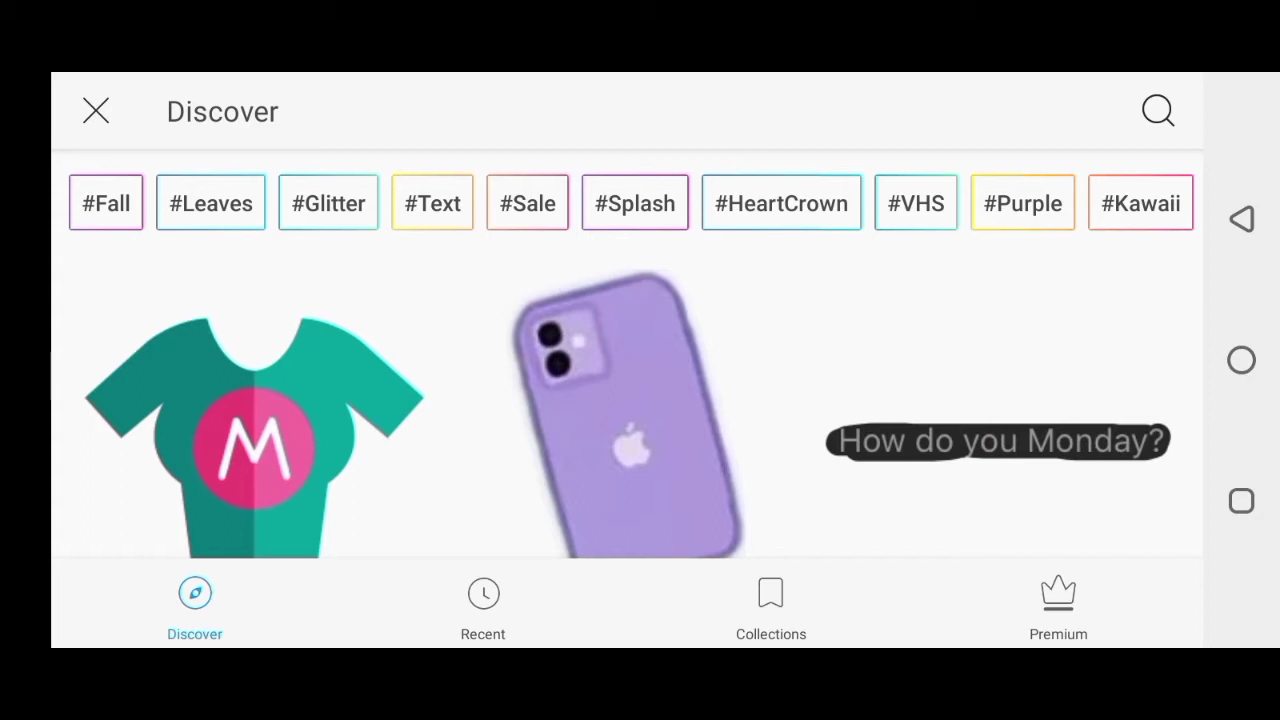 Discover
#Fall #Leaves #Glitter #Text #Sale #Splash #HeartCrown #VHS #Purple #Kawaii
M
How do you Monday?
Discover Recent Collections Premium